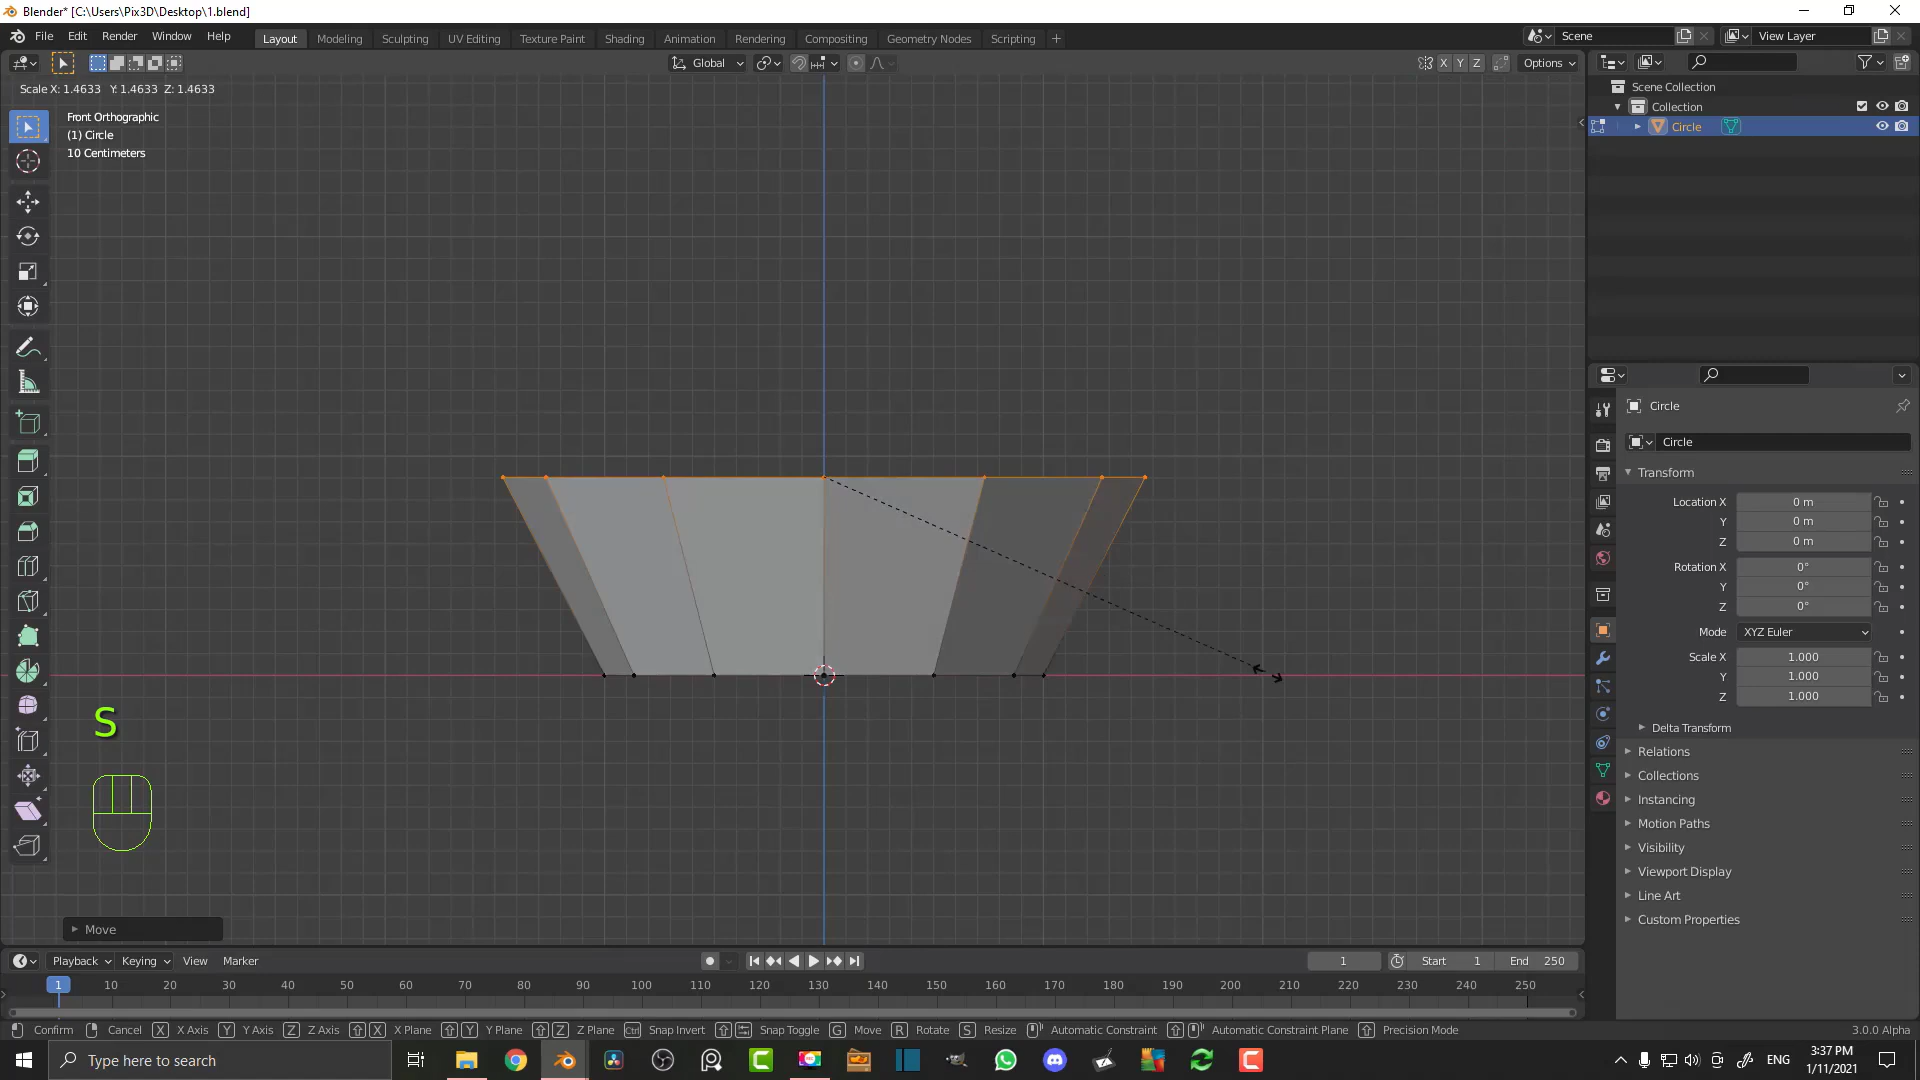 Blender* [C:\Users\Pix3D\Desktop\1.blend]
File Edit Render Window Help Layout Modeling Sculpting UV Editing Texture Paint Shading Animation Rendering Compositing Geometry Nodes Scripting + Scene View Layer
Global X Y Z Options
Scale X: 1.4633 Y: 1.4633 Z: 1.4633
Front Orthographic
(1) Circle
10 Centimeters
Scene Collection
Collection
Circle
Circle
Circle
Transform
Location X 0 m
Y 0 m
Z 0 m
Rotation X 0°
Y 0°
Z 0°
Mode XYZ Euler
Scale X 1.000
Y 1.000
Z 1.000
Delta Transform
Relations
Collections
Instancing
Motion Paths
Visibility
Viewport Display
Line Art
Custom Properties
S
Move
Playback Keying View Marker 1 Start 1 End 250
1 10 20 30 40 50 60 70 80 90 100 110 120 130 140 150 160 170 180 190 200 210 220 230 240 250
Confirm Cancel X X Axis Y Y Axis Z Z Axis X X Plane Y Y Plane Z Z Plane Ctrl Snap Invert Snap Toggle G Move R Rotate S Resize Automatic Constraint Automatic Constraint Plane Precision Mode 3.0.0 Alpha
Type here to search
ENG
3:37 PM
1/11/2021